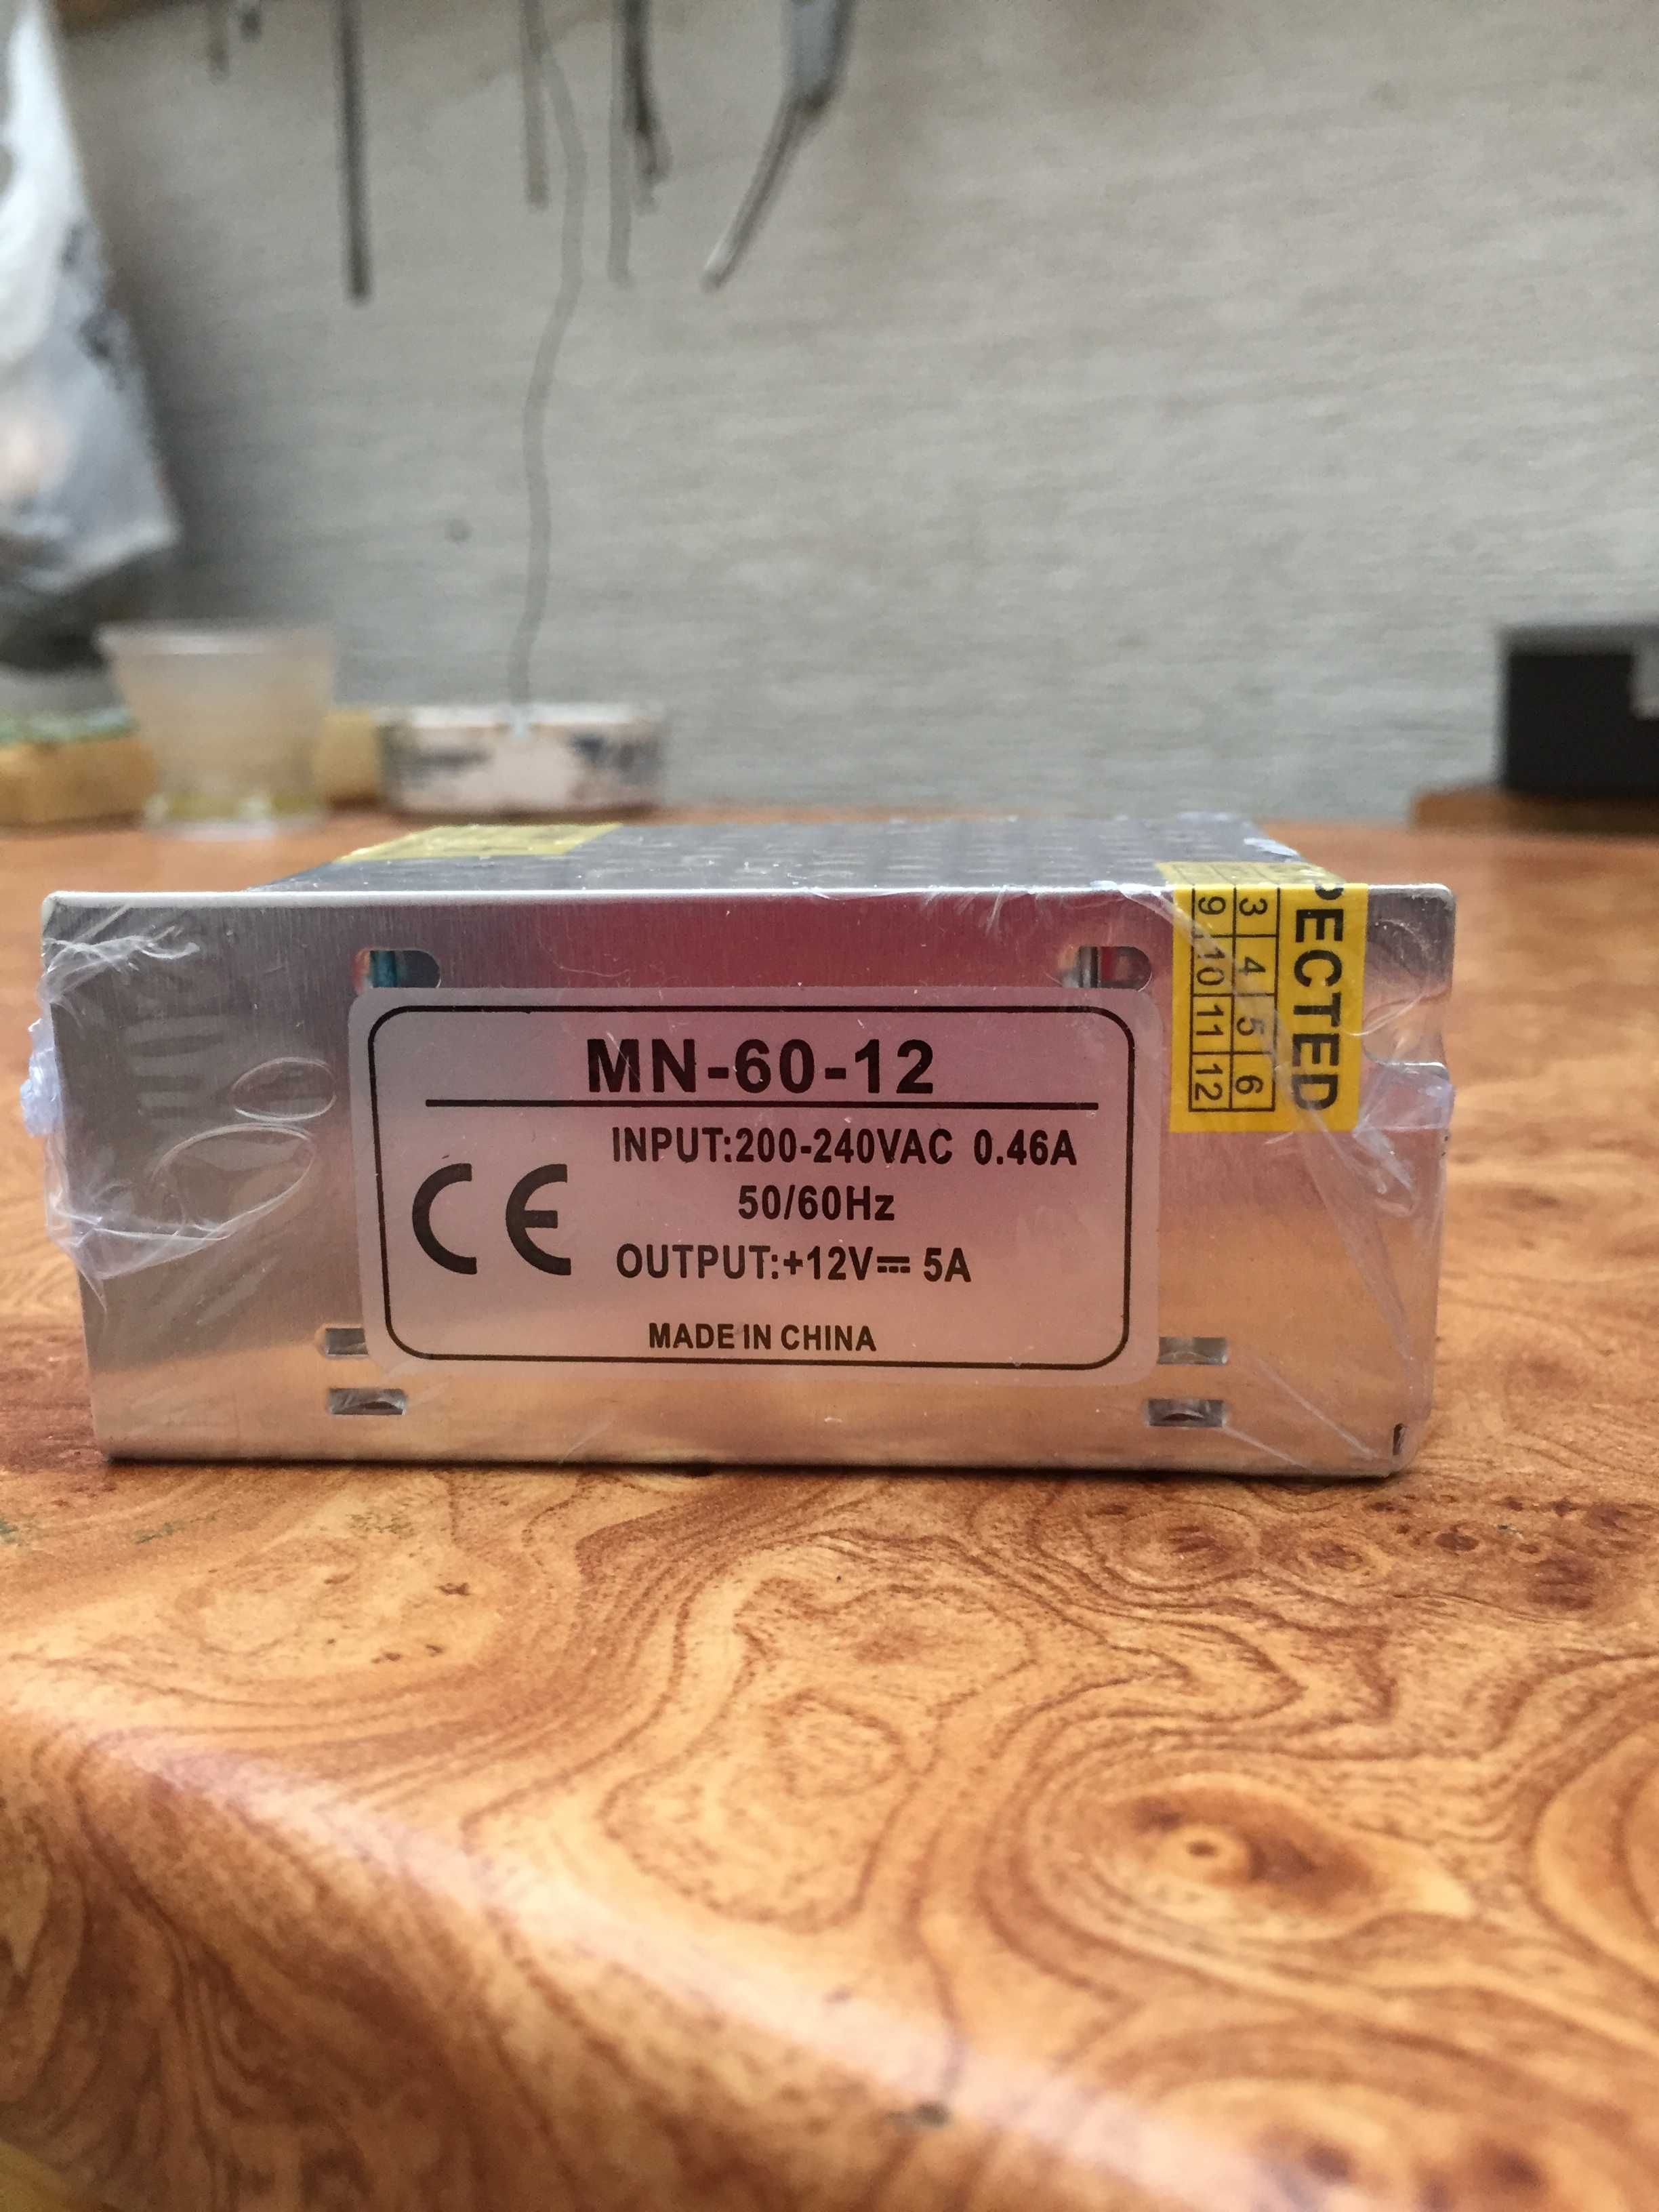 MN-60-12
INPUT:200-240VAC 0.46A
50/60Hz
CE
OUTPUT:+12V⎓ 5A
MADE IN CHINA
PECTED
3 4 5 6
9 10 11 12